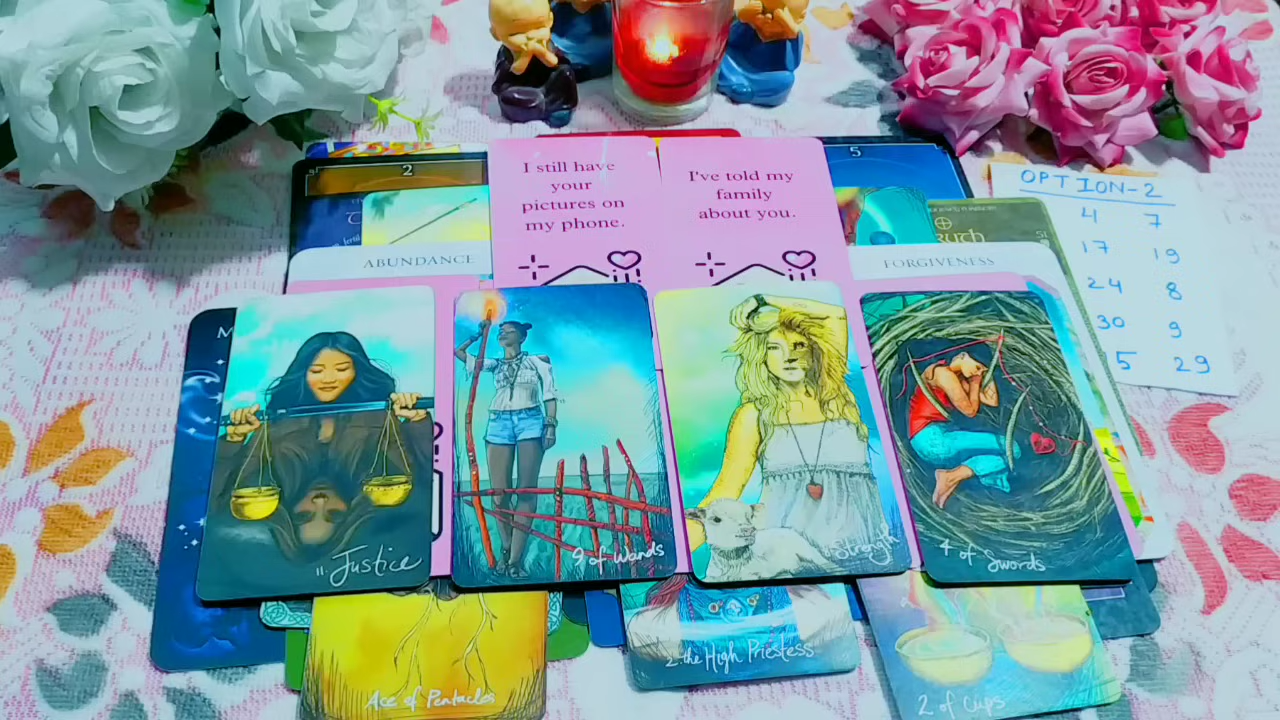 2
I still have
your
pictures on
my phone.
I've told my
family
about you.
5
OPTION-2
4 7
17 19
24 8
30 9
5 29
ABUNDANCE
FORGIVENESS
11 Justice
9 of Wands
Strength
4 of Swords
Ace of Pentacles
2 the High Priestess
2 of Cups